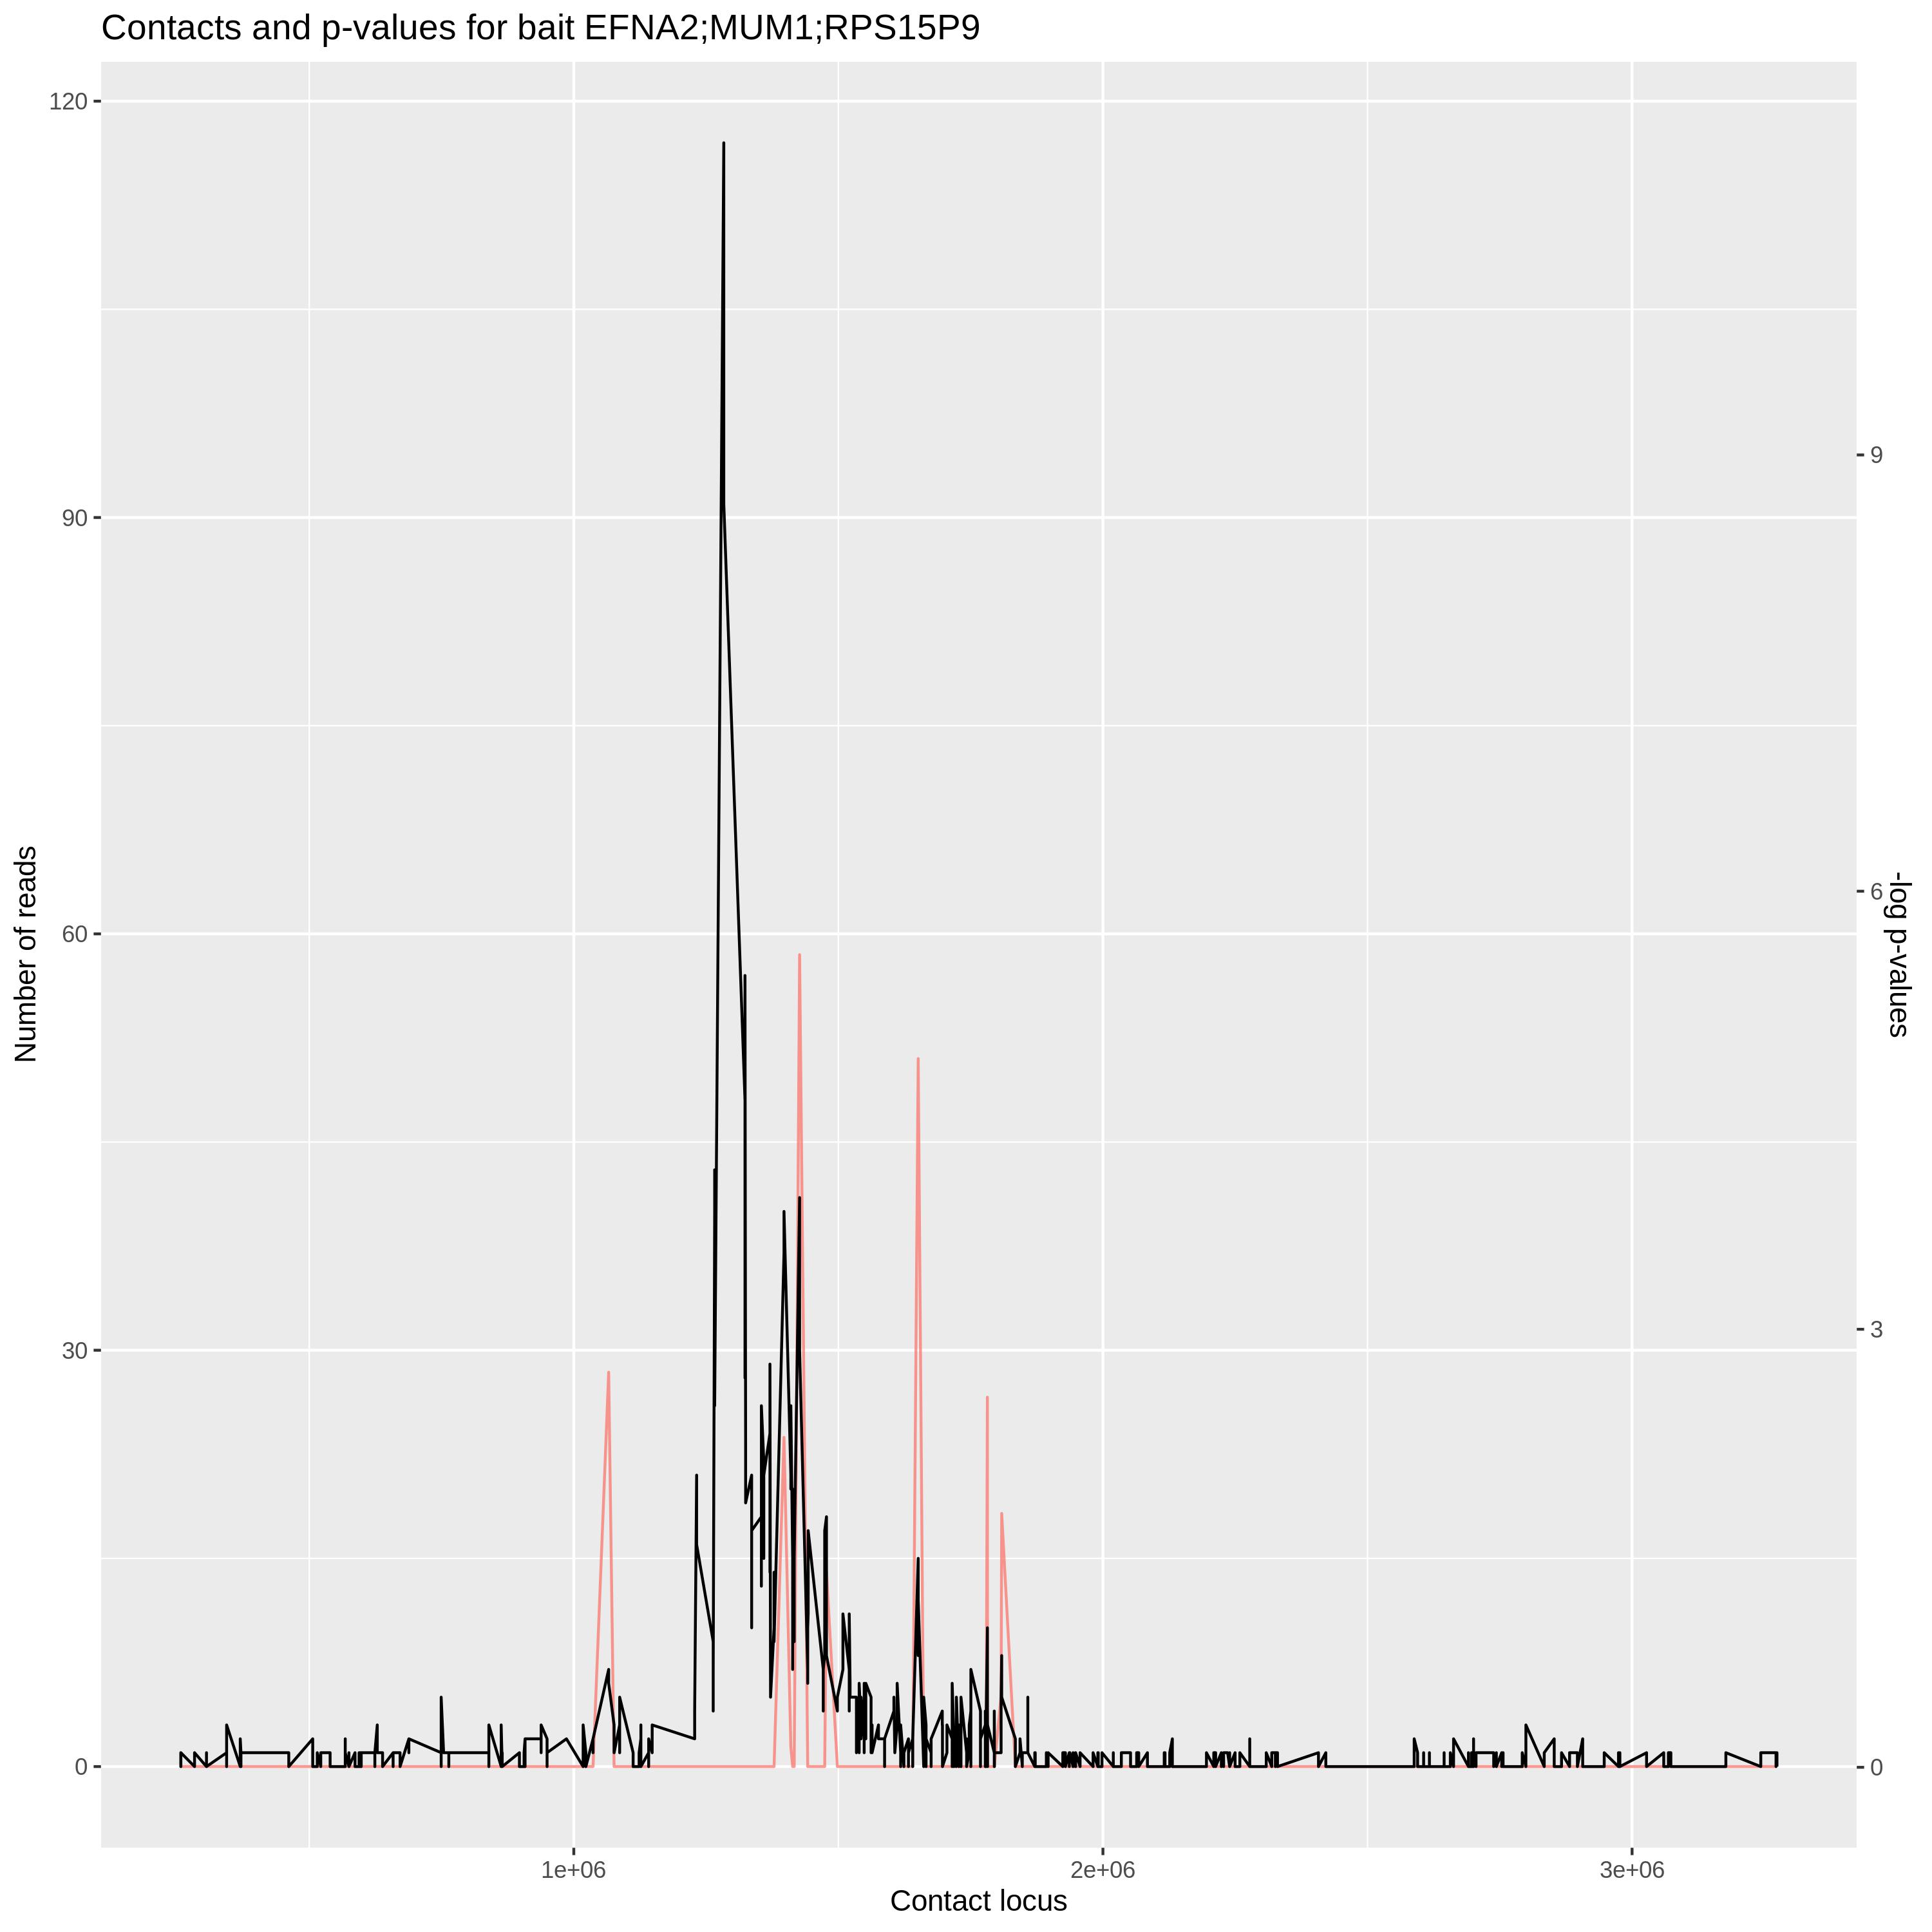 Contacts and p-values for bait EFNA2;MUM1;RPS15P9
120
90
60
30
0
Number of reads
9
6
3
0
-log p-values
1e+06
2e+06
3e+06
Contact locus